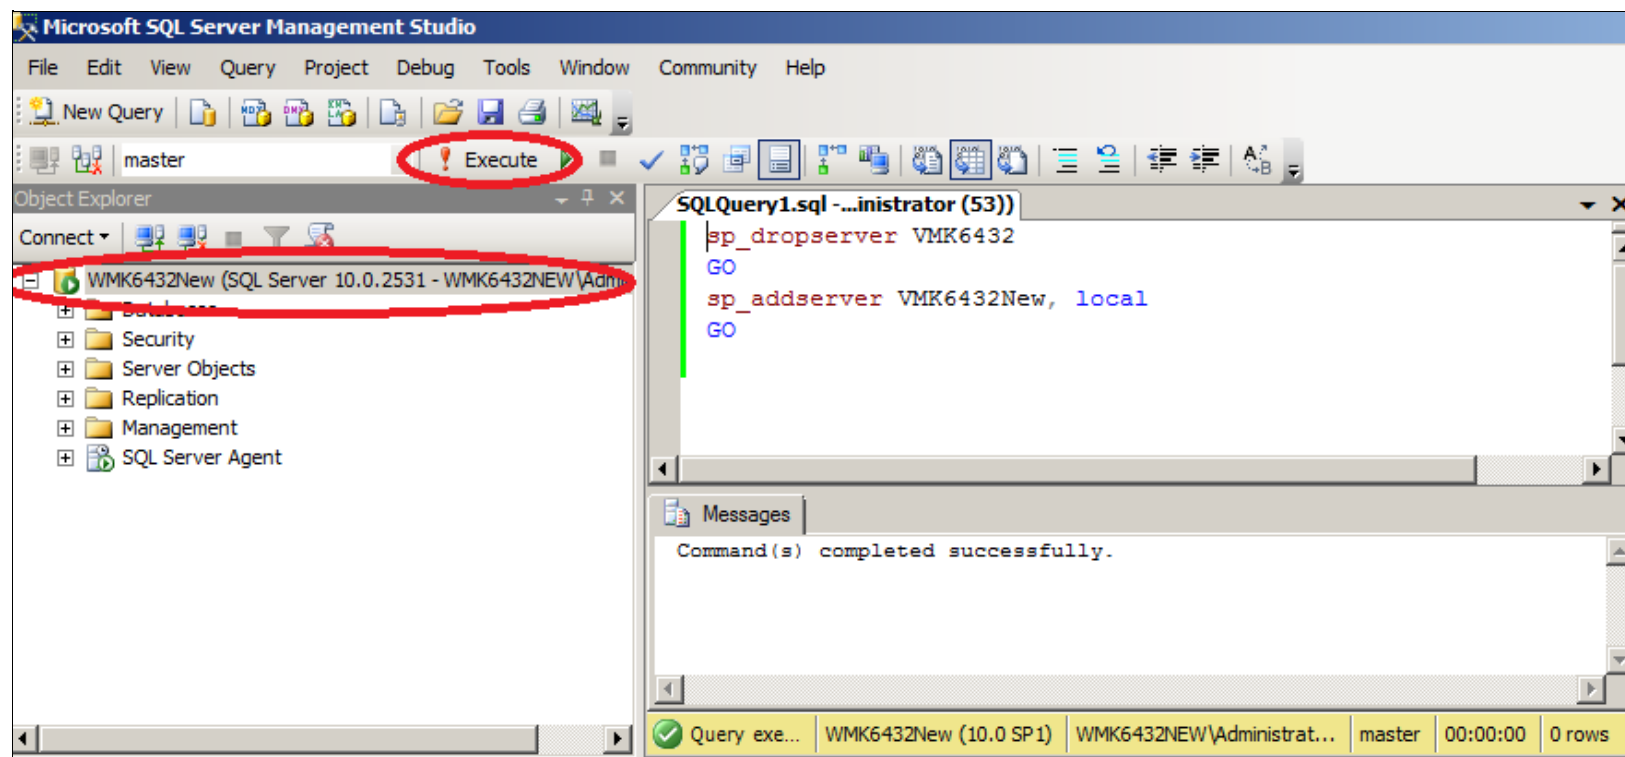 Microsoft SQL Server Management Studio
File Edit View Query Project Debug Tools Window Community Help
New Query
master
Execute
Object Explorer
Connect
WMK6432New (SQL Server 10.0.2531 - WMK6432NEW\Admi
Databases
Security
Server Objects
Replication
Management
SQL Server Agent
SQLQuery1.sql -...inistrator (53))
sp_dropserver VMK6432
GO
sp_addserver VMK6432New, local
GO
Messages
Command(s) completed successfully.
Query exe... WMK6432New (10.0 SP1) WMK6432NEW\Administrat... master 00:00:00 0 rows